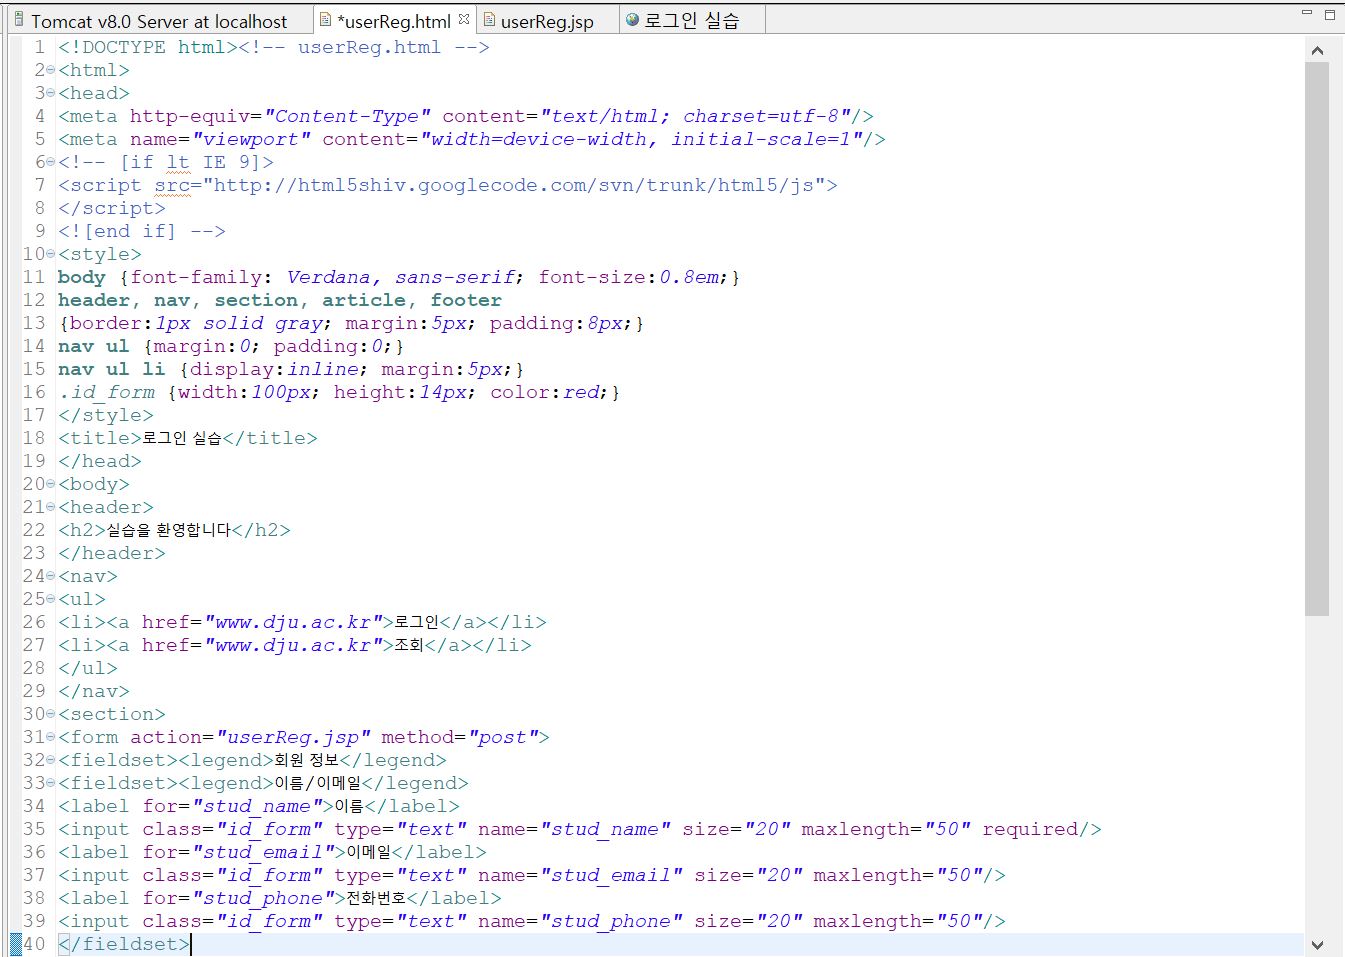 Tomcat v8.0 Server at localhost *userReg.html userReg.jsp 로그인 실습
1 <!DOCTYPE html><!-- userReg.html -->
2 <html>
3 <head>
4 <meta http-equiv="Content-Type" content="text/html; charset=utf-8"/>
5 <meta name="viewport" content="width=device-width, initial-scale=1"/>
6 <!-- [if lt IE 9]>
7 <script src="http://html5shiv.googlecode.com/svn/trunk/html5/js">
8 </script>
9 <![end if] -->
10 <style>
11 body {font-family: Verdana, sans-serif; font-size:0.8em;}
12 header, nav, section, article, footer
13 {border:1px solid gray; margin:5px; padding:8px;}
14 nav ul {margin:0; padding:0;}
15 nav ul li {display:inline; margin:5px;}
16 .id_form {width:100px; height:14px; color:red;}
17 </style>
18 <title>로그인 실습</title>
19 </head>
20 <body>
21 <header>
22 <h2>실습을 환영합니다</h2>
23 </header>
24 <nav>
25 <ul>
26 <li><a href="www.dju.ac.kr">로그인</a></li>
27 <li><a href="www.dju.ac.kr">조회</a></li>
28 </ul>
29 </nav>
30 <section>
31 <form action="userReg.jsp" method="post">
32 <fieldset><legend>회원 정보</legend>
33 <fieldset><legend>이름/이메일</legend>
34 <label for="stud_name">이름</label>
35 <input class="id_form" type="text" name="stud_name" size="20" maxlength="50" required/>
36 <label for="stud_email">이메일</label>
37 <input class="id_form" type="text" name="stud_email" size="20" maxlength="50"/>
38 <label for="stud_phone">전화번호</label>
39 <input class="id_form" type="text" name="stud_phone" size="20" maxlength="50"/>
40 </fieldset>